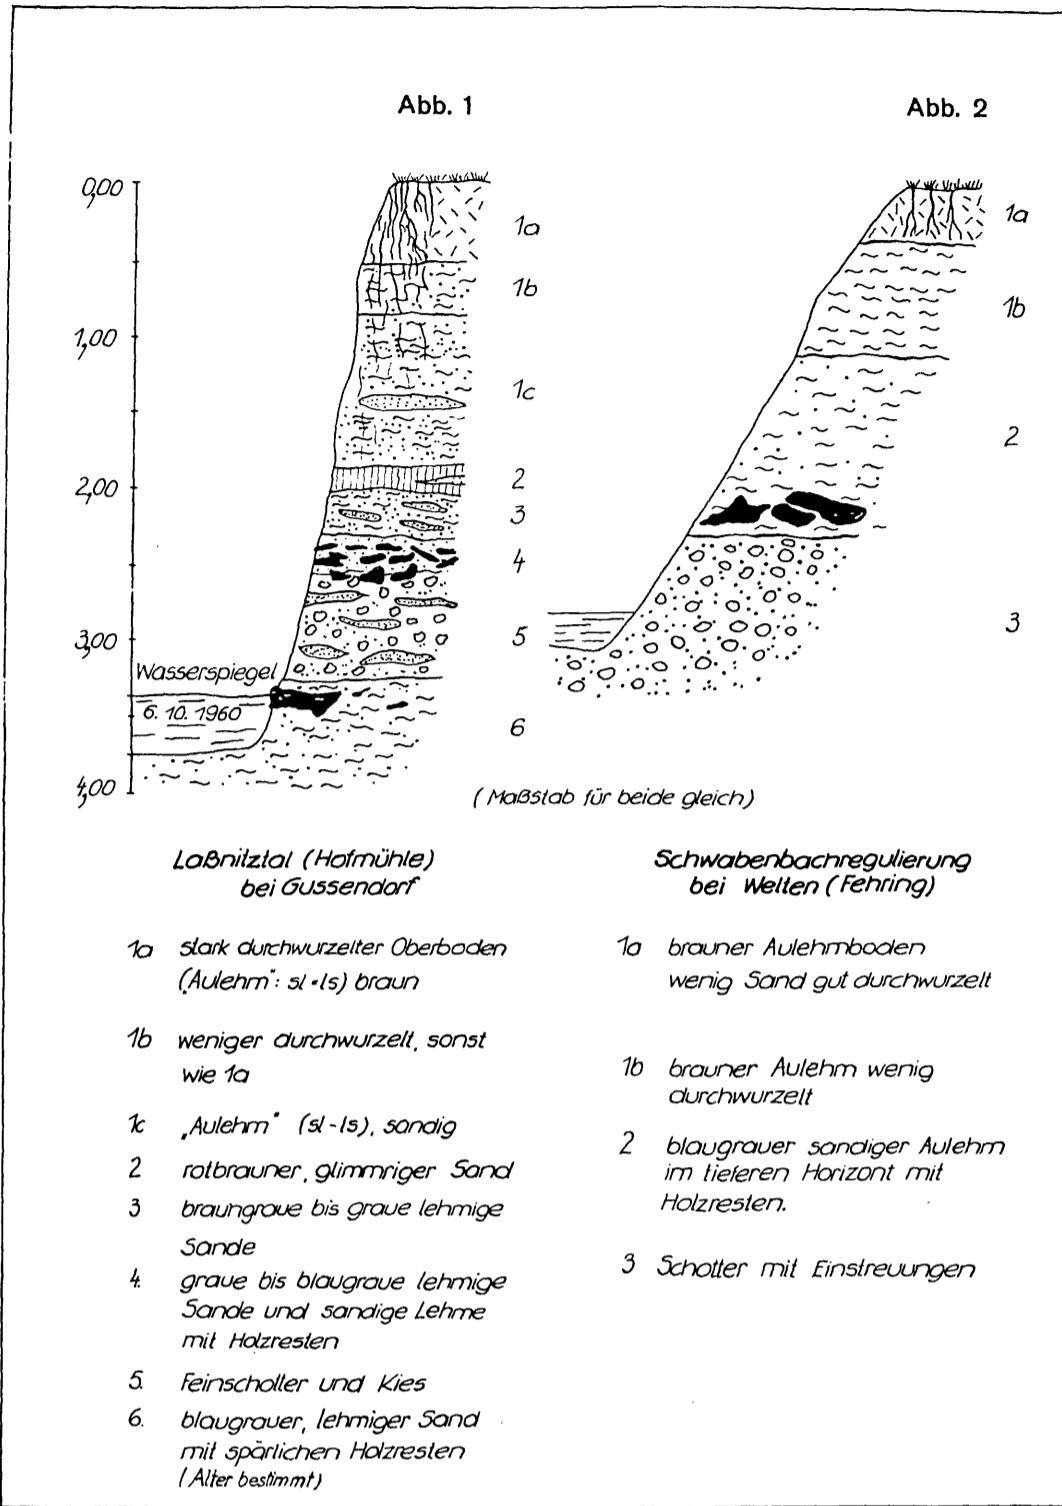 Abb. 1
Abb. 2
0,00
1,00
2,00
3,00
4,00
1a
1b
1c
2
3
4
5
6
Wasserspiegel
6. 10. 1960
1a
1b
2
3
(Maßstab für beide gleich)
Laßnitztal (Hofmühle)
bei Gussendorf
1a stark durchwurzelter Oberboden
("Aulehm": sl-ls) braun
1b weniger durchwurzelt, sonst
wie 1a
1c „Aulehm" (sl-ls), sandig
2 rotbrauner, glimmriger Sand
3 braungraue bis graue lehmige
Sande
4. graue bis blaugraue lehmige
Sande und sandige Lehme
mit Holzresten
5. Feinschotter und Kies
6. blaugrauer, lehmiger Sand
mit spärlichen Holzresten
(Alter bestimmt)
Schwabenbachregulierung
bei Welten (Fehring)
1a brauner Aulehmboden
wenig Sand gut durchwurzelt
1b brauner Aulehm wenig
durchwurzelt
2 blaugrauer sandiger Aulehm
im tieferen Horizont mit
Holzresten.
3 Schotter mit Einstreuungen